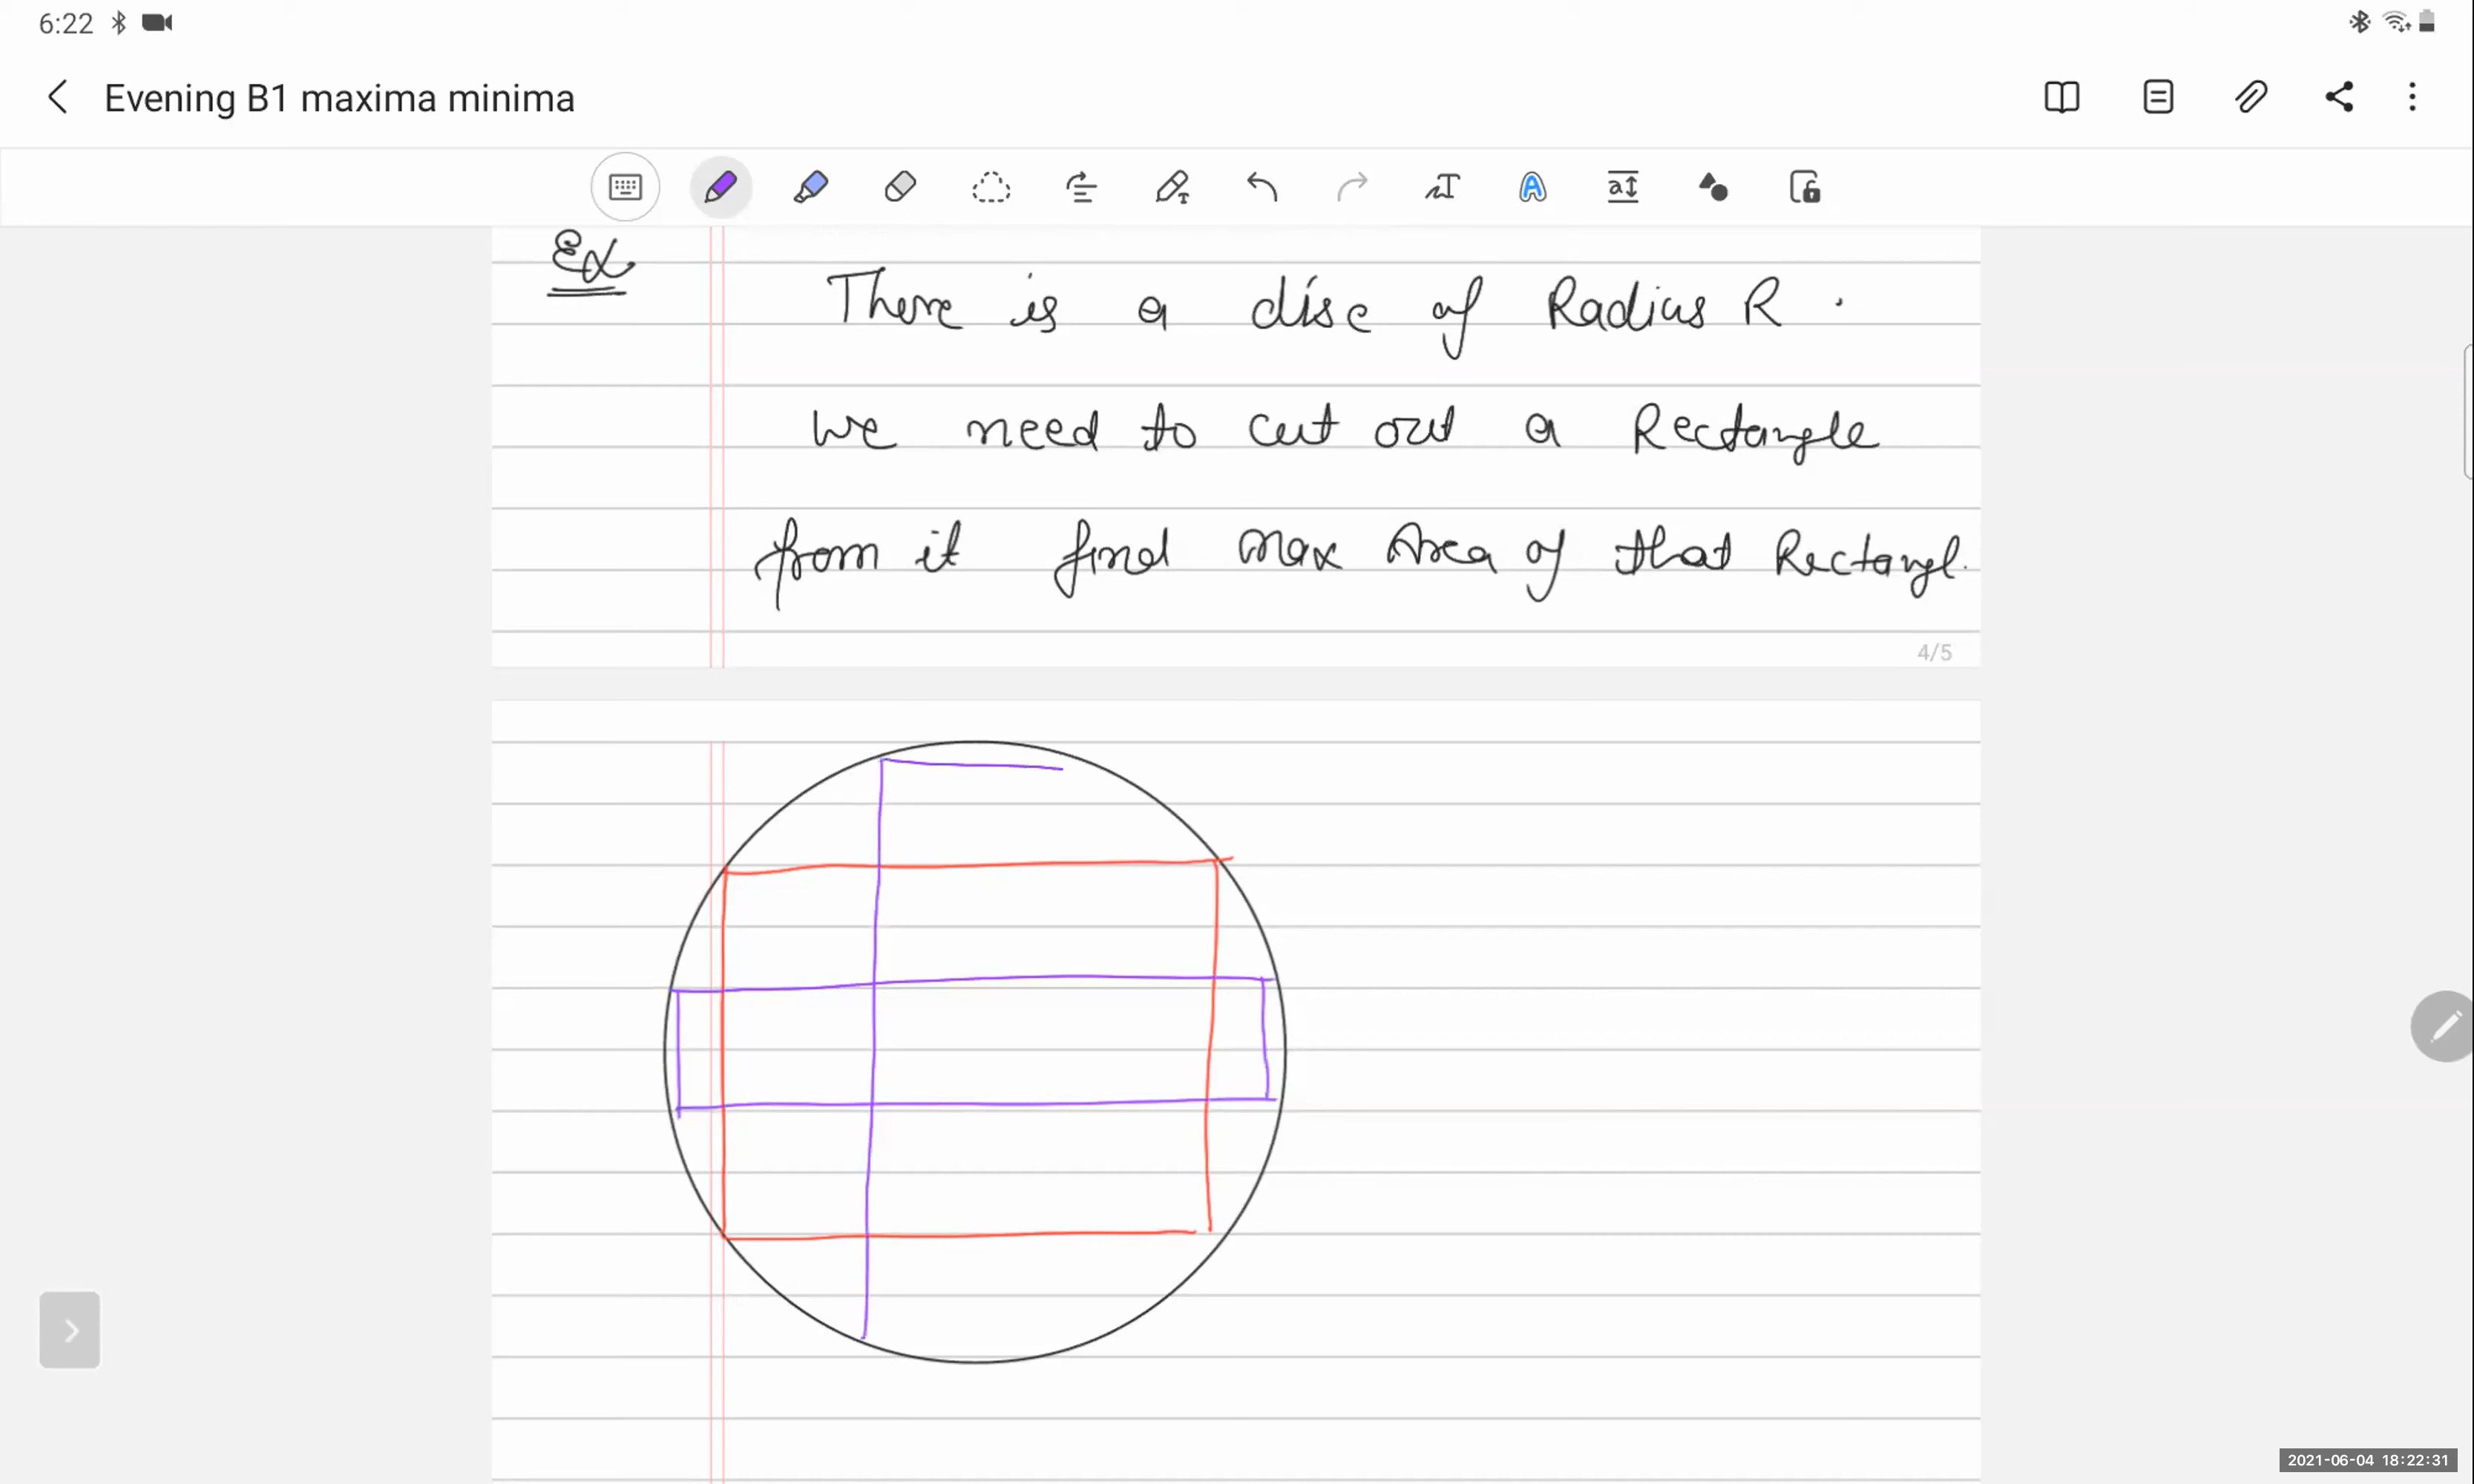 6:22
Evening B1 maxima minima
Ex There is a disc of Radius R .
We need to cut out a Rectangle
from it find max Area of that Rectangl.
4/5
2021-06-04 18:22:31